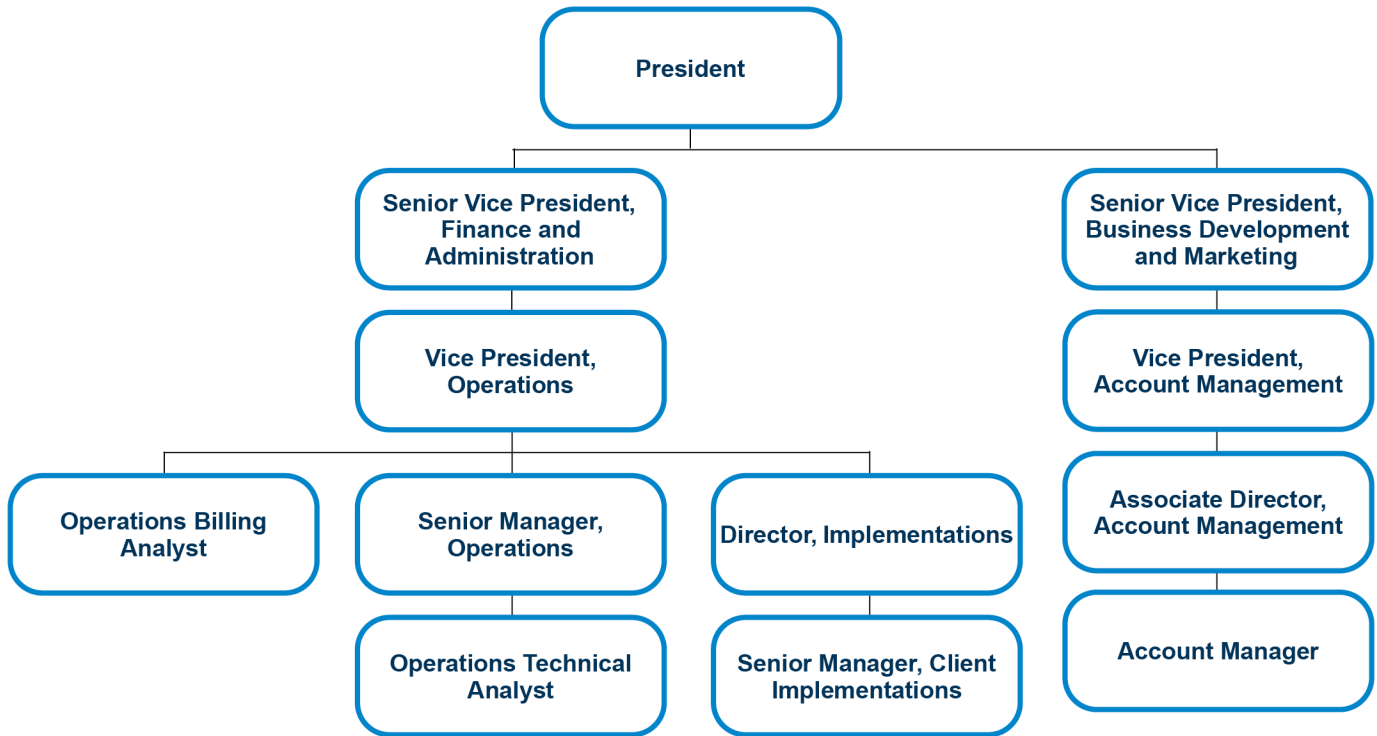 President
Senior Vice President,
Finance and
Administration
Senior Vice President,
Business Development
and Marketing
Vice President,
Operations
Vice President,
Account Management
Operations Billing
Analyst
Senior Manager,
Operations
Director, Implementations
Associate Director,
Account Management
Operations Technical
Analyst
Senior Manager, Client
Implementations
Account Manager